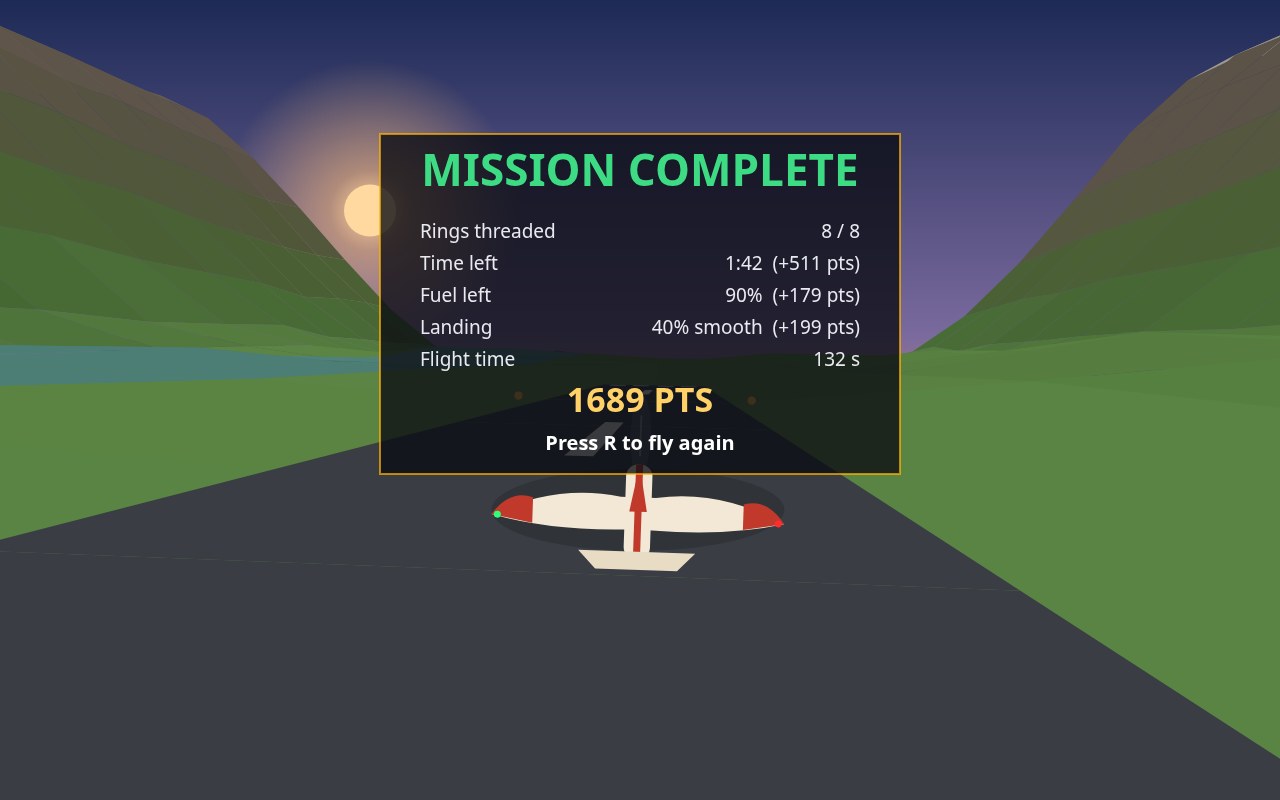 MISSION COMPLETE
Rings threaded 8 / 8
Time left 1:42 (+511 pts)
Fuel left 90% (+179 pts)
Landing 40% smooth (+199 pts)
Flight time 132 s
1689 PTS
Press R to fly again